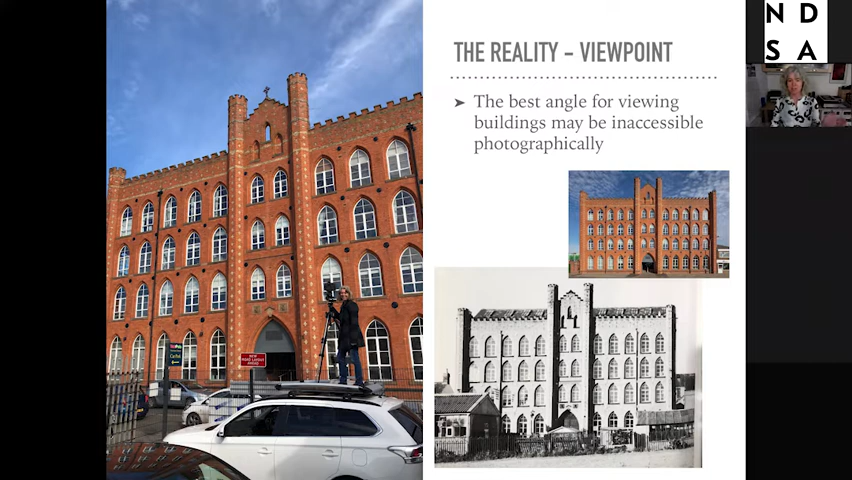 THE REALITY – VIEWPOINT
➤ The best angle for viewing
buildings may be inaccessible
photographically
N D
S A